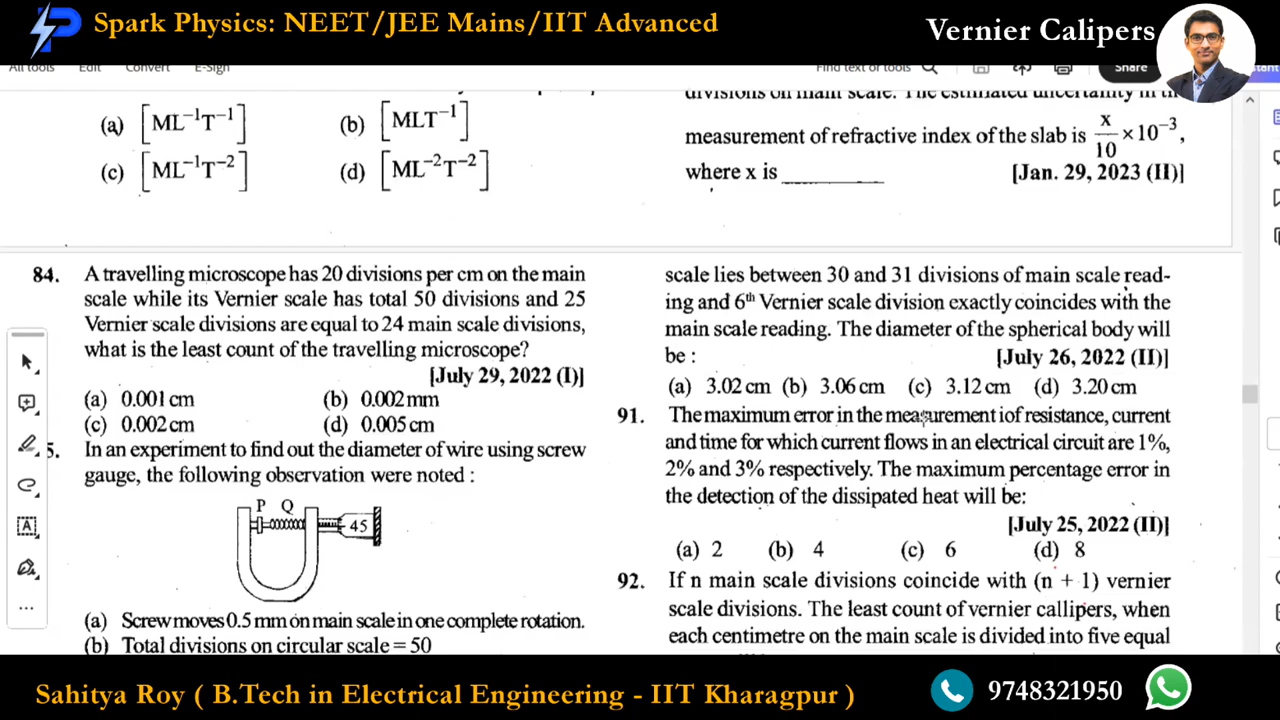 Spark Physics: NEET/JEE Mains/IIT Advanced
Vernier Calipers
All tools Edit Convert E-Sign
Find text or tools
Share
(a) [ML⁻¹T⁻¹] (b) [MLT⁻¹]
(c) [ML⁻¹T⁻²] (d) [ML⁻²T⁻²]
divisions on main scale. The estimated uncertainty in th
measurement of refractive index of the slab is x/10 ×10⁻³,
where x is ________ [Jan. 29, 2023 (II)]
84. A travelling microscope has 20 divisions per cm on the main
scale while its Vernier scale has total 50 divisions and 25
Vernier scale divisions are equal to 24 main scale divisions,
what is the least count of the travelling microscope?
[July 29, 2022 (I)]
(a) 0.001 cm (b) 0.002 mm
(c) 0.002 cm (d) 0.005 cm
5. In an experiment to find out the diameter of wire using screw
gauge, the following observation were noted :
P Q
45
(a) Screw moves 0.5 mm on main scale in one complete rotation.
(b) Total divisions on circular scale = 50
scale lies between 30 and 31 divisions of main scale read-
ing and 6th Vernier scale division exactly coincides with the
main scale reading. The diameter of the spherical body will
be : [July 26, 2022 (II)]
(a) 3.02 cm (b) 3.06 cm (c) 3.12 cm (d) 3.20 cm
91. The maximum error in the measurement iof resistance, current
and time for which current flows in an electrical circuit are 1%,
2% and 3% respectively. The maximum percentage error in
the detection of the dissipated heat will be:
[July 25, 2022 (II)]
(a) 2 (b) 4 (c) 6 (d) 8
92. If n main scale divisions coincide with (n + 1) vernier
scale divisions. The least count of vernier callipers, when
each centimetre on the main scale is divided into five equal
Sahitya Roy ( B.Tech in Electrical Engineering - IIT Kharagpur )
9748321950